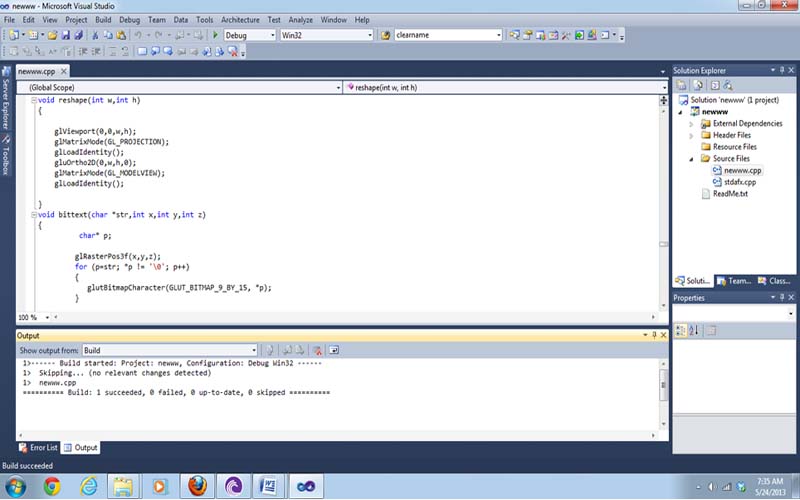 newww - Microsoft Visual Studio
File Edit View Project Build Debug Team Data Tools Architecture Test Analyze Window Help
Debug Win32 clearname
Server Explorer
Toolbox
newww.cpp
(Global Scope) reshape(int w, int h)
void reshape(int w,int h)
{
glViewport(0,0,w,h);
glMatrixMode(GL_PROJECTION);
glLoadIdentity();
gluOrtho2D(0,w,h,0);
glMatrixMode(GL_MODELVIEW);
glLoadIdentity();
}
void bittext(char *str,int x,int y,int z)
{
char* p;
glRasterPos3f(x,y,z);
for (p=str; *p != '\0'; p++)
{
glutBitmapCharacter(GLUT_BITMAP_9_BY_15, *p);
}
100 %
Solution Explorer
Solution 'newww' (1 project)
newww
External Dependencies
Header Files
Resource Files
Source Files
newww.cpp
stdafx.cpp
ReadMe.txt
Soluti... Team... Class...
Properties
Output
Show output from: Build
1>------ Build started: Project: newww, Configuration: Debug Win32 ------
1> Skipping... (no relevant changes detected)
1> newww.cpp
========== Build: 1 succeeded, 0 failed, 0 up-to-date, 0 skipped ==========
Error List Output
Build succeeded
7:35 AM
5/24/2013